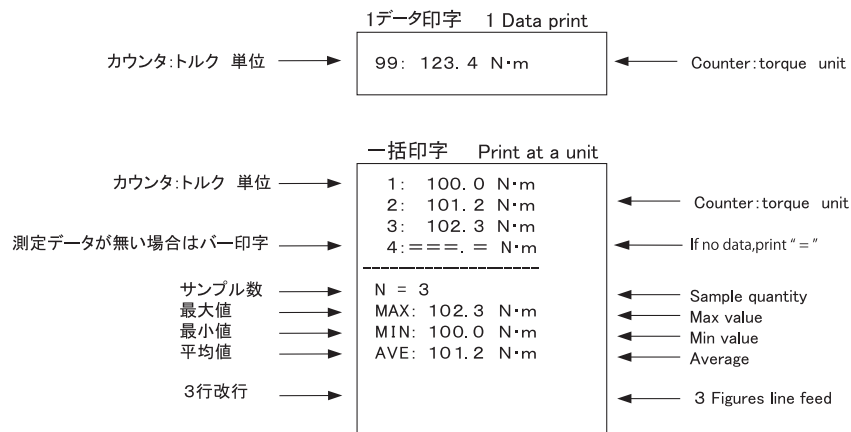 1データ印字 1 Data print
カウンタ:トルク 単位 99: 123.4 N･m Counter:torque unit
一括印字 Print at a unit
カウンタ:トルク 単位 1: 100.0 N･m
2: 101.2 N･m Counter:torque unit
3: 102.3 N･m
測定データが無い場合はバー印字 4:===.= N･m If no data,print “=”
--------------------
サンプル数 N = 3 Sample quantity
最大値 MAX: 102.3 N･m Max value
最小値 MIN: 100.0 N･m Min value
平均値 AVE: 101.2 N･m Average
3行改行 3 Figures line feed